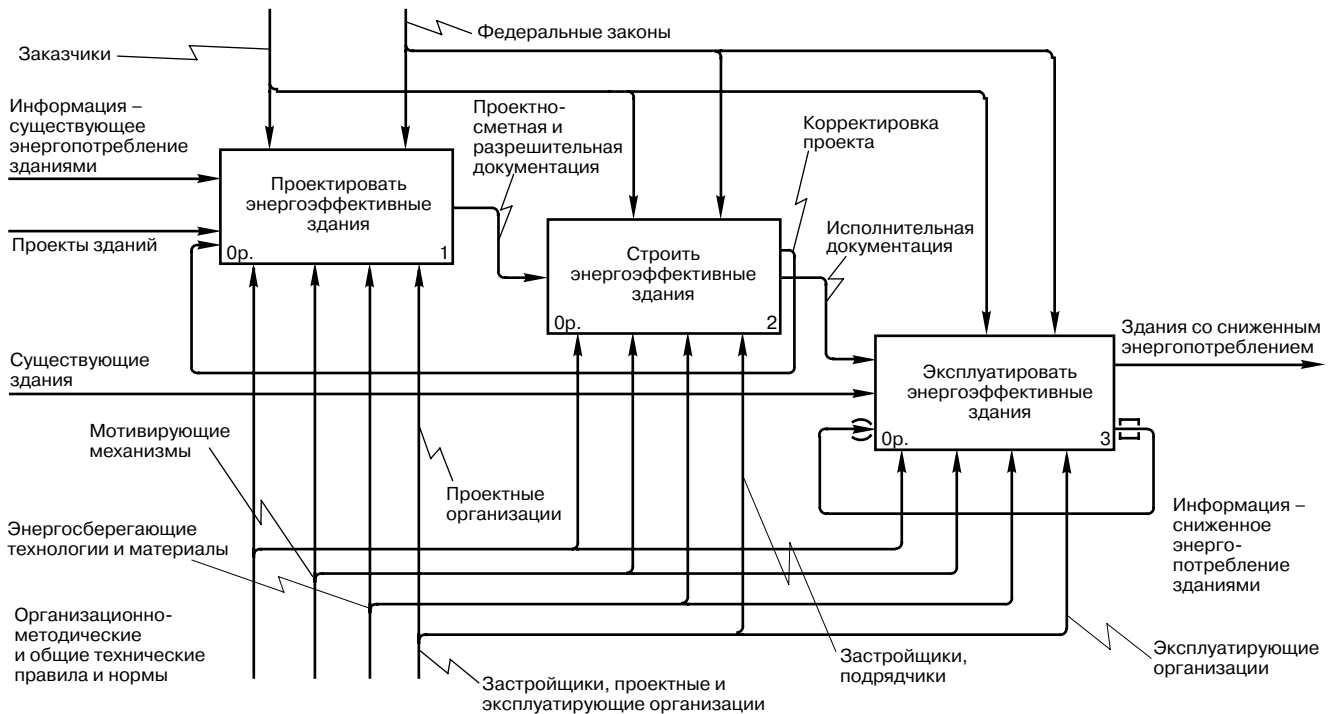 Заказчики
Федеральные законы
Информация –
существующее
энергопотребление
зданиями
Проекты зданий
Проектировать
энергоэффективные
здания
0р.
1
Проектно-
сметная и
разрешительная
документация
Корректировка
проекта
Строить
энергоэффективные
здания
0р.
2
Исполнительная
документация
Существующие
здания
Эксплуатировать
энергоэффективные
здания
0р.
3
Здания со сниженным
энергопотреблением
Мотивирующие
механизмы
Проектные
организации
Энергосберегающие
технологии и материалы
Информация –
сниженное
энерго-
потребление
зданиями
Организационно-
методические
и общие технические
правила и нормы
Застройщики, проектные и
эксплуатирующие организации
Застройщики,
подрядчики
Эксплуатирующие
организации